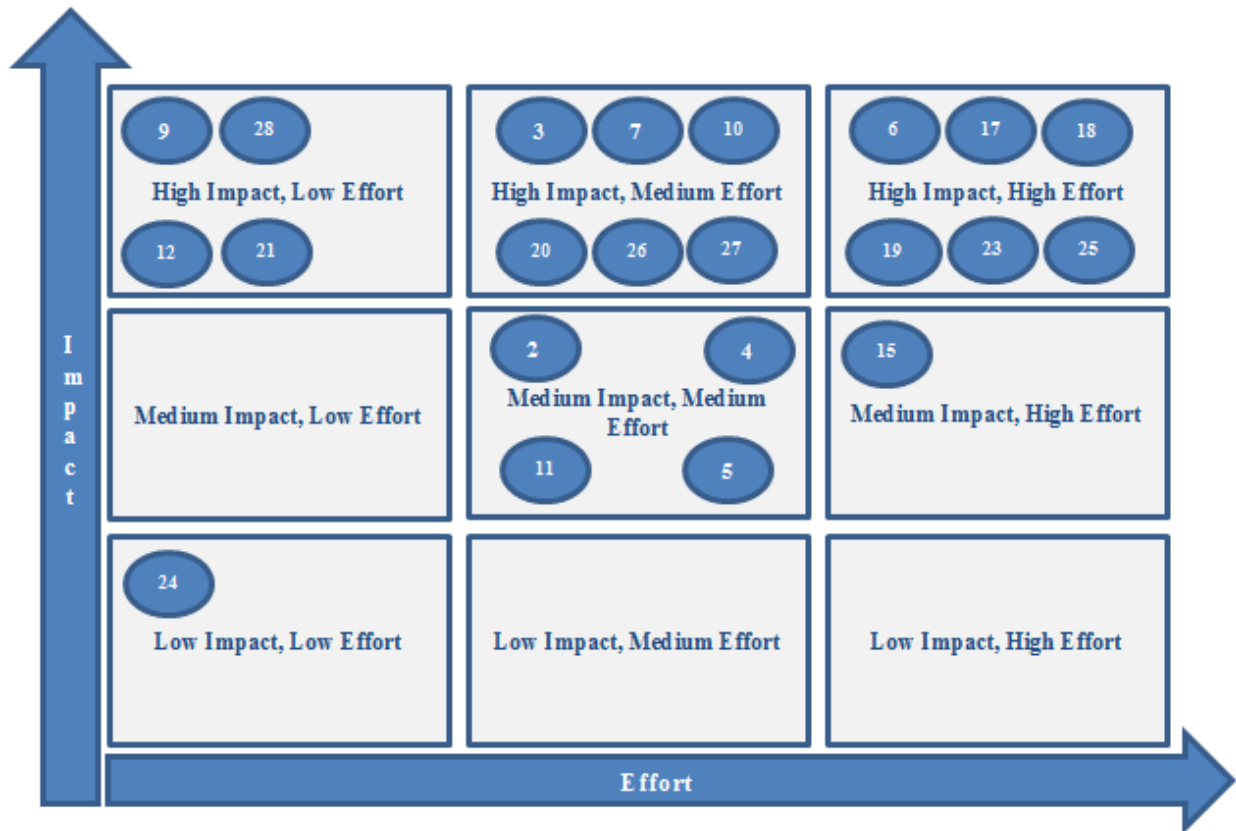 9 28
High Impact, Low Effort
12 21
3 7 10
High Impact, Medium Effort
20 26 27
6 17 18
High Impact, High Effort
19 23 25
Impact
Medium Impact, Low Effort
2 4
Medium Impact, Medium
Effort
11 5
15
Medium Impact, High Effort
24
Low Impact, Low Effort
Low Impact, Medium Effort
Low Impact, High Effort
Effort